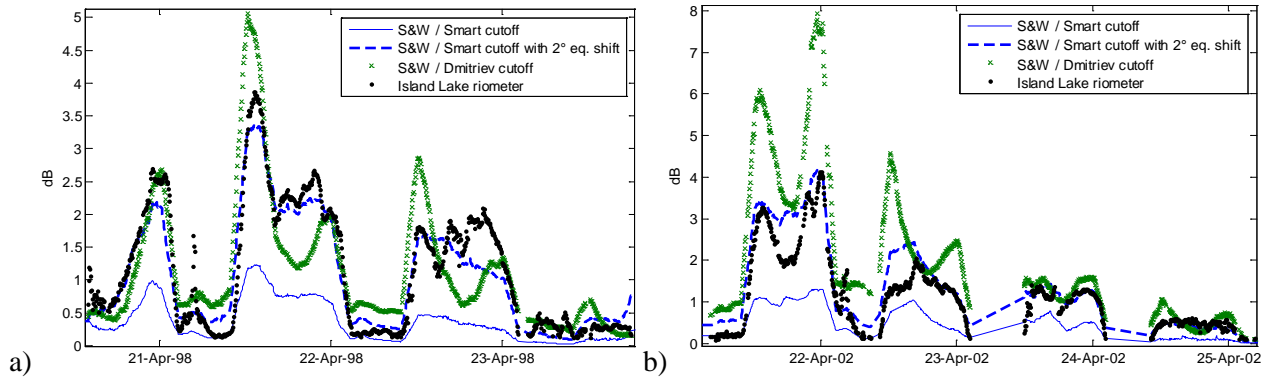 a)
dB
5
4.5
4
3.5
3
2.5
2
1.5
1
0.5
0
21-Apr-98
22-Apr-98
23-Apr-98
S&W / Smart cutoff
S&W / Smart cutoff with 2° eq. shift
S&W / Dmitriev cutoff
Island Lake riometer
b)
dB
8
7
6
5
4
3
2
1
0
22-Apr-02
23-Apr-02
24-Apr-02
25-Apr-02
S&W / Smart cutoff
S&W / Smart cutoff with 2° eq. shift
S&W / Dmitriev cutoff
Island Lake riometer